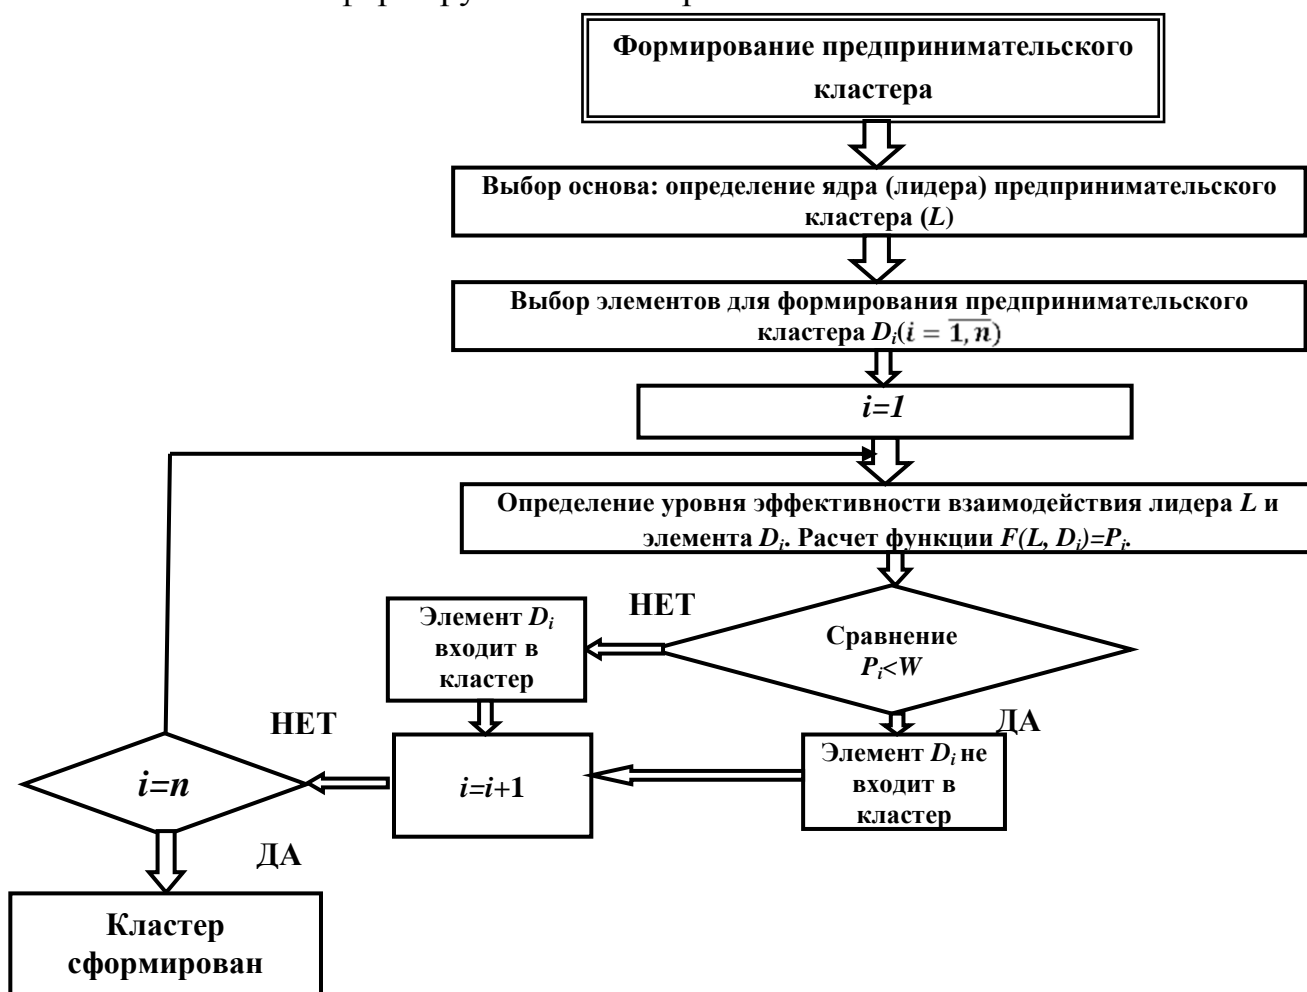 Формирование предпринимательского
кластера
Выбор основа: определение ядра (лидера) предпринимательского
кластера (L)
Выбор элементов для формирования предпринимательского
кластера Dᵢ(i = 1, n)
i=1
Определение уровня эффективности взаимодействия лидера L и
элемента Dᵢ. Расчет функции F(L, Dᵢ)=Pᵢ.
НЕТ
Элемент Dᵢ
входит в
кластер
Сравнение
Pᵢ<W
НЕТ
ДА
i=n
i=i+1
Элемент Dᵢ не
входит в
кластер
ДА
Кластер
сформирован